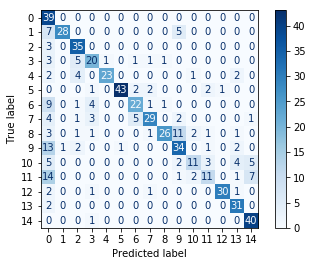 0 39 0 0 0 0 0 0 0 0 0 0 0 0 0 0
1 7 28 0 0 0 0 0 0 0 5 0 0 0 0 0
2 3 0 35 0 0 0 0 0 0 0 0 0 0 0 0
3 3 0 5 20 1 0 1 1 1 0 0 0 0 0 0
4 2 0 4 0 23 0 0 0 0 0 1 0 0 2 0
5 0 0 0 1 0 43 2 2 0 0 0 2 1 0 0
6 9 0 1 4 0 0 22 1 1 0 0 0 0 0 0
7 4 0 1 3 0 0 5 29 2 0 2 0 0 0 1
8 3 0 1 1 0 0 0 1 26 11 2 1 0 1 0
9 13 0 1 2 0 0 1 0 0 34 0 1 0 1 0
10 5 0 0 0 0 0 0 0 0 2 11 3 0 4 5
11 14 0 0 0 0 0 0 0 0 1 2 11 0 0 7
12 2 0 0 1 0 0 0 1 0 0 0 0 30 1 0
13 2 0 0 0 0 0 0 0 0 0 0 0 0 31 0
14 0 0 0 1 0 0 0 0 0 0 0 0 0 0 40
0 1 2 3 4 5 6 7 8 9 10 11 12 13 14
Predicted label
True label
40
35
30
25
20
15
10
5
0